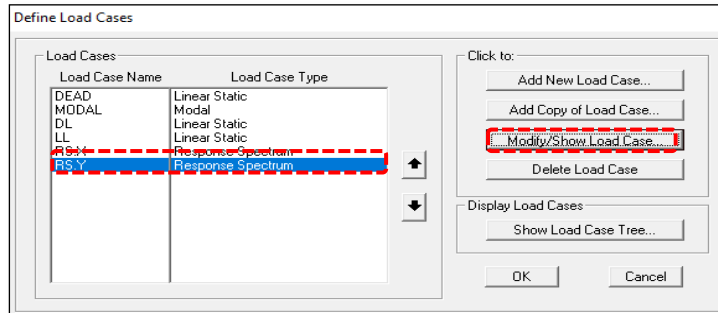 Define Load Cases
Load Cases
Click to:
Load Case Name Load Case Type
Add New Load Case...
DEAD Linear Static
MODAL Modal
Add Copy of Load Case...
DL Linear Static
LL Linear Static
Modify/Show Load Case...
RS.X Response Spectrum
RS.Y Response Spectrum
Delete Load Case
Display Load Cases
Show Load Case Tree...
OK Cancel